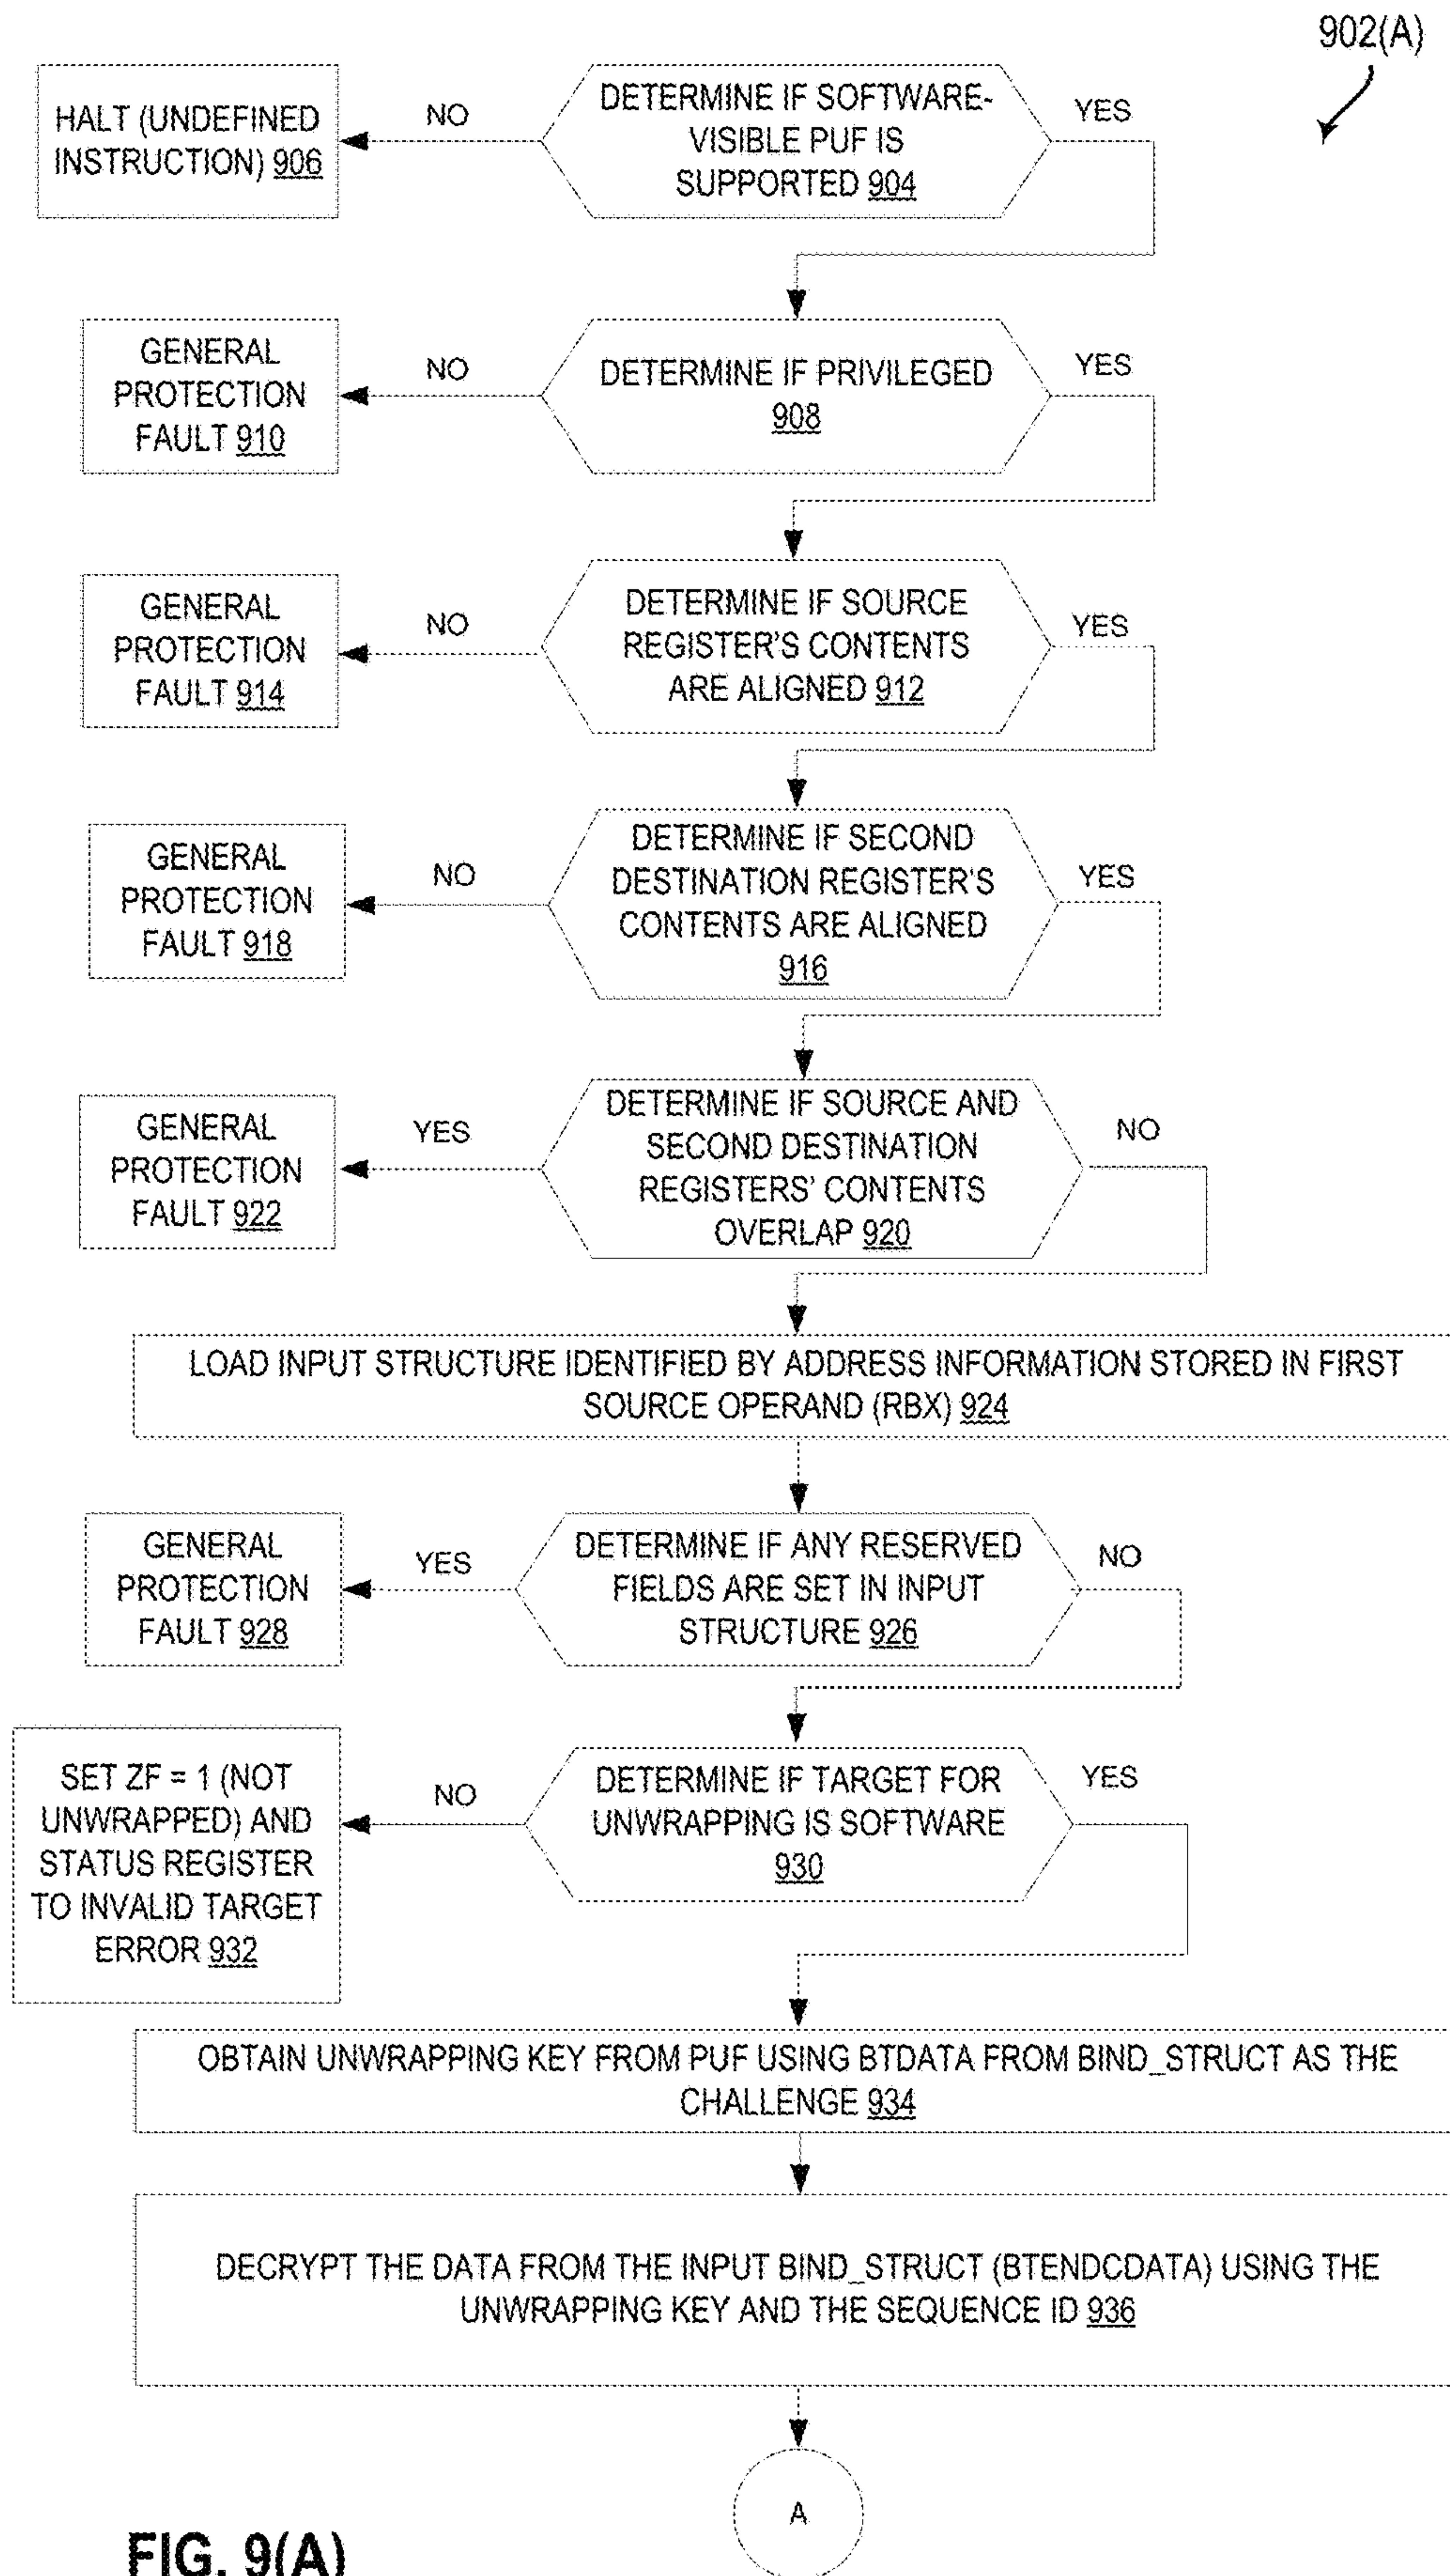 902(A)
HALT (UNDEFINED
INSTRUCTION) 906
NO
DETERMINE IF SOFTWARE-
VISIBLE PUF IS
SUPPORTED 904
YES
GENERAL
PROTECTION
FAULT 910
NO
DETERMINE IF PRIVILEGED
908
YES
GENERAL
PROTECTION
FAULT 914
NO
DETERMINE IF SOURCE
REGISTER'S CONTENTS
ARE ALIGNED 912
YES
GENERAL
PROTECTION
FAULT 918
NO
DETERMINE IF SECOND
DESTINATION REGISTER'S
CONTENTS ARE ALIGNED
916
YES
GENERAL
PROTECTION
FAULT 922
YES
DETERMINE IF SOURCE AND
SECOND DESTINATION
REGISTERS' CONTENTS
OVERLAP 920
NO
LOAD INPUT STRUCTURE IDENTIFIED BY ADDRESS INFORMATION STORED IN FIRST
SOURCE OPERAND (RBX) 924
GENERAL
PROTECTION
FAULT 928
YES
DETERMINE IF ANY RESERVED
FIELDS ARE SET IN INPUT
STRUCTURE 926
NO
SET ZF = 1 (NOT
UNWRAPPED) AND
STATUS REGISTER
TO INVALID TARGET
ERROR 932
NO
DETERMINE IF TARGET FOR
UNWRAPPING IS SOFTWARE
930
YES
OBTAIN UNWRAPPING KEY FROM PUF USING BTDATA FROM BIND_STRUCT AS THE
CHALLENGE 934
DECRYPT THE DATA FROM THE INPUT BIND_STRUCT (BTENDCDATA) USING THE
UNWRAPPING KEY AND THE SEQUENCE ID 936
A
FIG. 9(A)